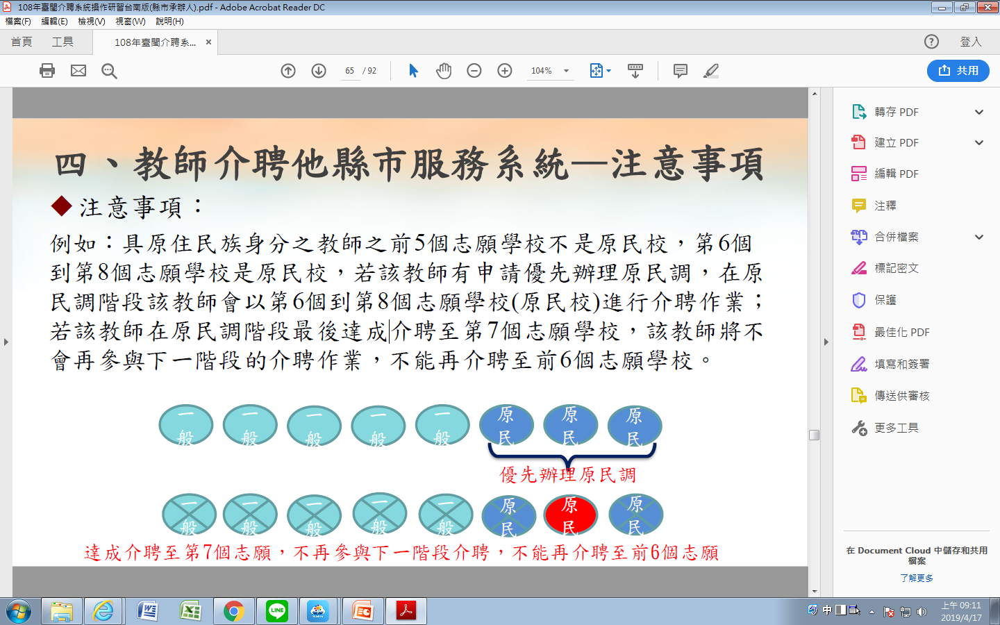 108年臺閩介聘系統操作研習台南版(縣市承辦人).pdf - Adobe Acrobat Reader DC
檔案(F) 編輯(E) 檢視(V) 視窗(W) 說明(H)
首頁 工具 108年臺閩介聘系... × 登入
65 / 92 104% 共用
四、教師介聘他縣市服務系統—注意事項
注意事項：
例如：具原住民族身分之教師之前5個志願學校不是原民校，第6個
到第8個志願學校是原民校，若該教師有申請優先辦理原民調，在原
民調階段該教師會以第6個到第8個志願學校(原民校)進行介聘作業；
若該教師在原民調階段最後達成介聘至第7個志願學校，該教師將不
會再參與下一階段的介聘作業，不能再介聘至前6個志願學校。
一般 一般 一般 一般 一般 原民 原民 原民
優先辦理原民調
一般 一般 一般 一般 一般 原民 原民 原民
達成介聘至第7個志願，不再參與下一階段介聘，不能再介聘至前6個志願
轉存 PDF
建立 PDF
編輯 PDF
注釋
合併檔案
標記密文
保護
最佳化 PDF
填寫和簽署
傳送供審核
更多工具
在 Document Cloud 中儲存和共用
檔案
了解更多
LINE
中
上午 09:11
2019/4/17